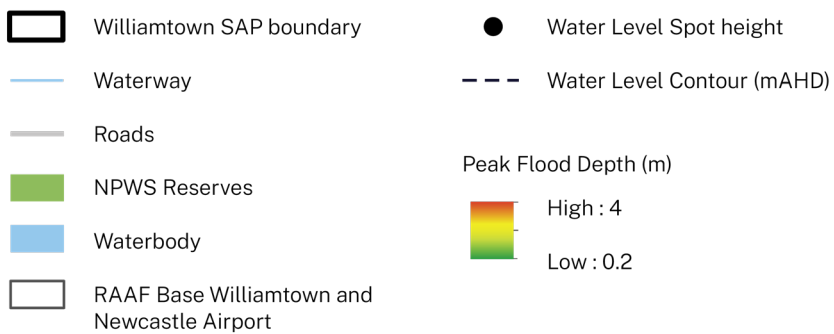 Williamtown SAP boundary
Waterway
Roads
NPWS Reserves
Waterbody
RAAF Base Williamtown and
Newcastle Airport
Water Level Spot height
Water Level Contour (mAHD)
Peak Flood Depth (m)
High : 4
Low : 0.2